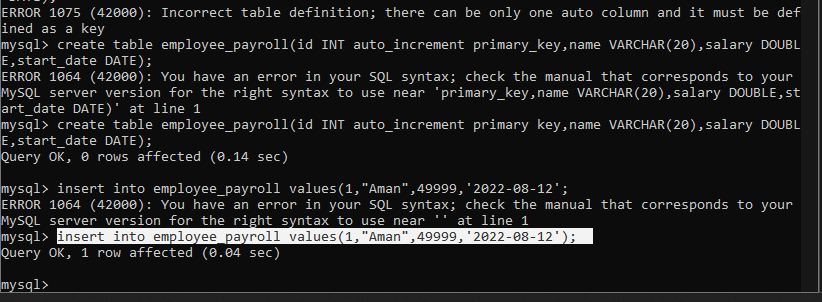 ERROR 1075 (42000): Incorrect table definition; there can be only one auto column and it must be def
ined as a key
mysql> create table employee_payroll(id INT auto_increment primary_key,name VARCHAR(20),salary DOUBL
E,start_date DATE);
ERROR 1064 (42000): You have an error in your SQL syntax; check the manual that corresponds to your
MySQL server version for the right syntax to use near 'primary_key,name VARCHAR(20),salary DOUBLE,st
art_date DATE)' at line 1
mysql> create table employee_payroll(id INT auto_increment primary key,name VARCHAR(20),salary DOUBL
E,start_date DATE);
Query OK, 0 rows affected (0.14 sec)
mysql> insert into employee_payroll values(1,"Aman",49999,'2022-08-12';
ERROR 1064 (42000): You have an error in your SQL syntax; check the manual that corresponds to your
MySQL server version for the right syntax to use near '' at line 1
mysql> insert into employee_payroll values(1,"Aman",49999,'2022-08-12');
Query OK, 1 row affected (0.04 sec)
mysql>